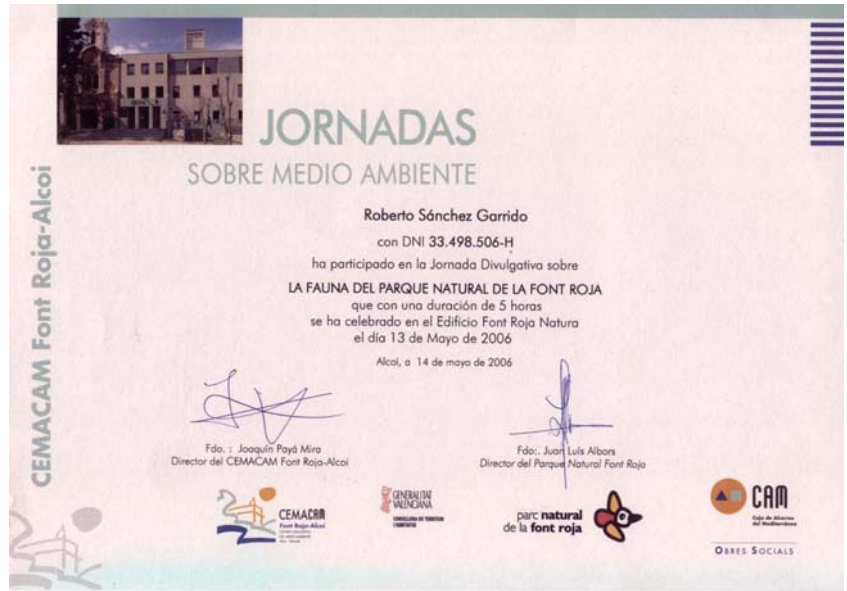 JORNADAS
SOBRE MEDIO AMBIENTE
CEMACAM Font Roja-Alcoi
Roberto Sánchez Garrido
con DNI 33.498.506-H
ha participado en la Jornada Divulgativa sobre
LA FAUNA DEL PARQUE NATURAL DE LA FONT ROJA
que con una duración de 5 horas
se ha celebrado en el Edificio Font Roja Natura
el día 13 de Mayo de 2006
Alcoi, a 14 de mayo de 2006
Fdo. : Joaquín Payá Mira
Director del CEMACAM Font Roja-Alcoi
Fdo:. Juan Luis Albors
Director del Parque Natural Font Roja
CEMACAM
Font Roja-Alcoi
GENERALITAT
VALENCIANA
CONSELLERIA DE TERRITORI
I HABITATGE
parc natural
de la font roja
CAM
Caja de Ahorros
del Mediterráneo
OBRES SOCIALS